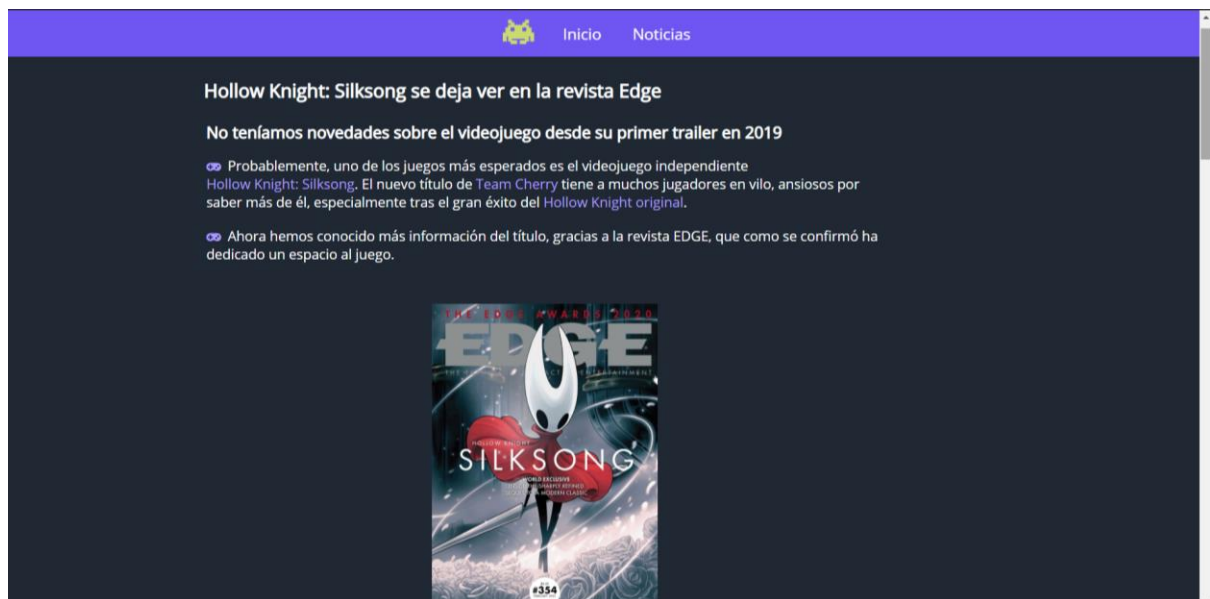 Inicio Noticias
Hollow Knight: Silksong se deja ver en la revista Edge
No teníamos novedades sobre el videojuego desde su primer trailer en 2019
Probablemente, uno de los juegos más esperados es el videojuego independiente
Hollow Knight: Silksong. El nuevo título de Team Cherry tiene a muchos jugadores en vilo, ansiosos por
saber más de él, especialmente tras el gran éxito del Hollow Knight original.
Ahora hemos conocido más información del título, gracias a la revista EDGE, que como se confirmó ha
dedicado un espacio al juego.
THE EDGE AWARDS 2020
EDGE
HOLLOW KNIGHT
SILKSONG
WORLD EXCLUSIVE
A MODERN CLASSIC
#354